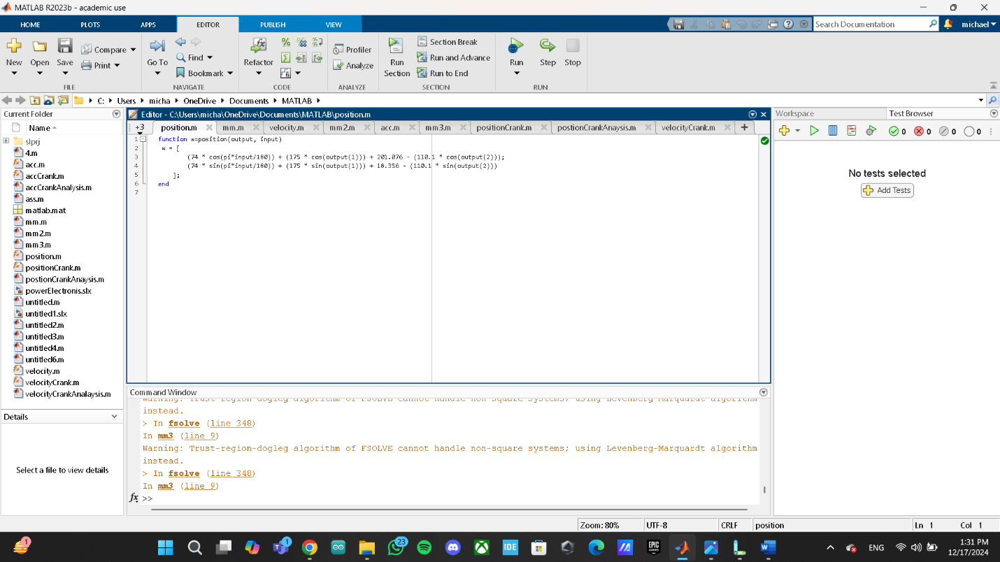 MATLAB R2023b - academic use
HOME PLOTS APPS EDITOR PUBLISH VIEW
Search Documentation
michael
New Open Save
Compare
Print
FILE
Go To
Find
Bookmark
NAVIGATE
Refactor
CODE
Profiler
Analyze
ANALYZE
Run Section
Section Break
Run and Advance
Run to End
SECTION
Run Step Stop
RUN
C: Users micha OneDrive Documents MATLAB
Current Folder
Name
slprj
4.m
acc.m
accCrank.m
accCrankAnalysis.m
ass.m
matlab.mat
mm.m
mm2.m
mm3.m
position.m
positionCrank.m
postionCrankAnaysis.m
powerElectronis.slx
untitled.m
untitled1.slx
untitled2.m
untitled3.m
untitled4.m
untitled6.m
velocity.m
velocityCrank.m
velocityCrankAnalaysis.m
Details
Select a file to view details
Editor - C:\Users\micha\OneDrive\Documents\MATLAB\position.m
+3 position.m mm.m velocity.m mm2.m acc.m mm3.m positionCrank.m postionCrankAnaysis.m velocityCrank.m
1 function w=position(output, input)
2 w = [
3 (74 * cos(pi*input/180)) + (175 * cos(output(1))) + 201.076 - (110.1 * cos(output(2)));
4 (74 * sin(pi*input/180)) + (175 * sin(output(1))) + 18.356 - (110.1 * sin(output(2)))
5 ];
6 end
7
Command Window
Warning: Trust-region-dogleg algorithm of FSOLVE cannot handle non-square systems; using Levenberg-Marquardt algorithm
instead.
> In fsolve (line 348)
In mm3 (line 9)
Warning: Trust-region-dogleg algorithm of FSOLVE cannot handle non-square systems; using Levenberg-Marquardt algorithm
instead.
> In fsolve (line 348)
In mm3 (line 9)
fx >>
Workspace
Test Browser
0 0 0 0
No tests selected
Add Tests
Zoom: 80% UTF-8 CRLF position Ln 1 Col 1
1
1
23
IDE
EPIC GAMES
ENG
1:31 PM
12/17/2024